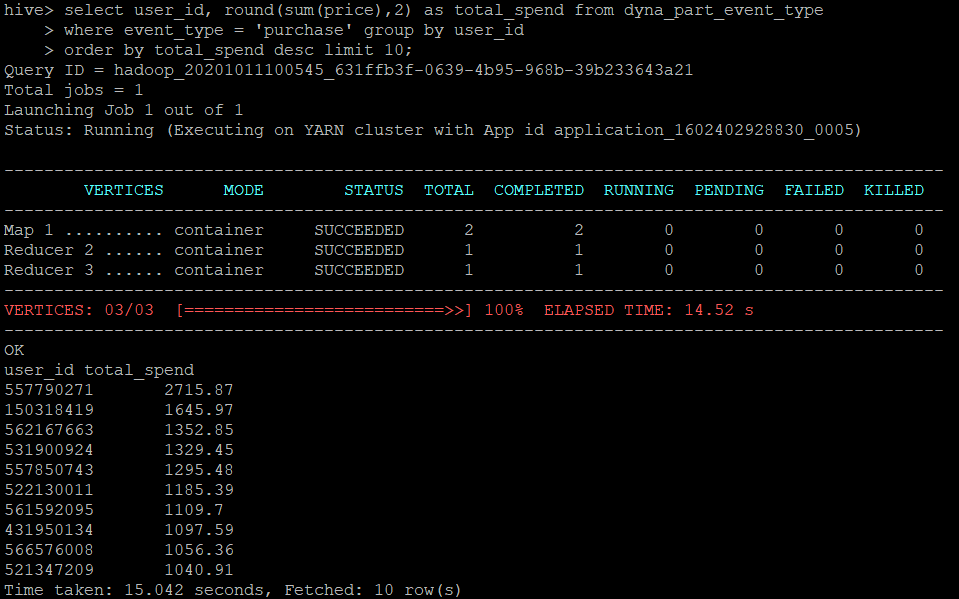 hive> select user_id, round(sum(price),2) as total_spend from dyna_part_event_type
    > where event_type = 'purchase' group by user_id
    > order by total_spend desc limit 10;
Query ID = hadoop_20201011100545_631ffb3f-0639-4b95-968b-39b233643a21
Total jobs = 1
Launching Job 1 out of 1
Status: Running (Executing on YARN cluster with App id application_1602402928830_0005)
----------------------------------------------------------------------------------------------
        VERTICES      MODE        STATUS  TOTAL  COMPLETED  RUNNING  PENDING  FAILED  KILLED
----------------------------------------------------------------------------------------------
Map 1 .......... container     SUCCEEDED      2          2        0        0       0       0
Reducer 2 ...... container     SUCCEEDED      1          1        0        0       0       0
Reducer 3 ...... container     SUCCEEDED      1          1        0        0       0       0
----------------------------------------------------------------------------------------------
VERTICES: 03/03  [==========================>>] 100%  ELAPSED TIME: 14.52 s
----------------------------------------------------------------------------------------------
OK
user_id total_spend
557790271       2715.87
150318419       1645.97
562167663       1352.85
531900924       1329.45
557850743       1295.48
522130011       1185.39
561592095       1109.7
431950134       1097.59
566576008       1056.36
521347209       1040.91
Time taken: 15.042 seconds, Fetched: 10 row(s)